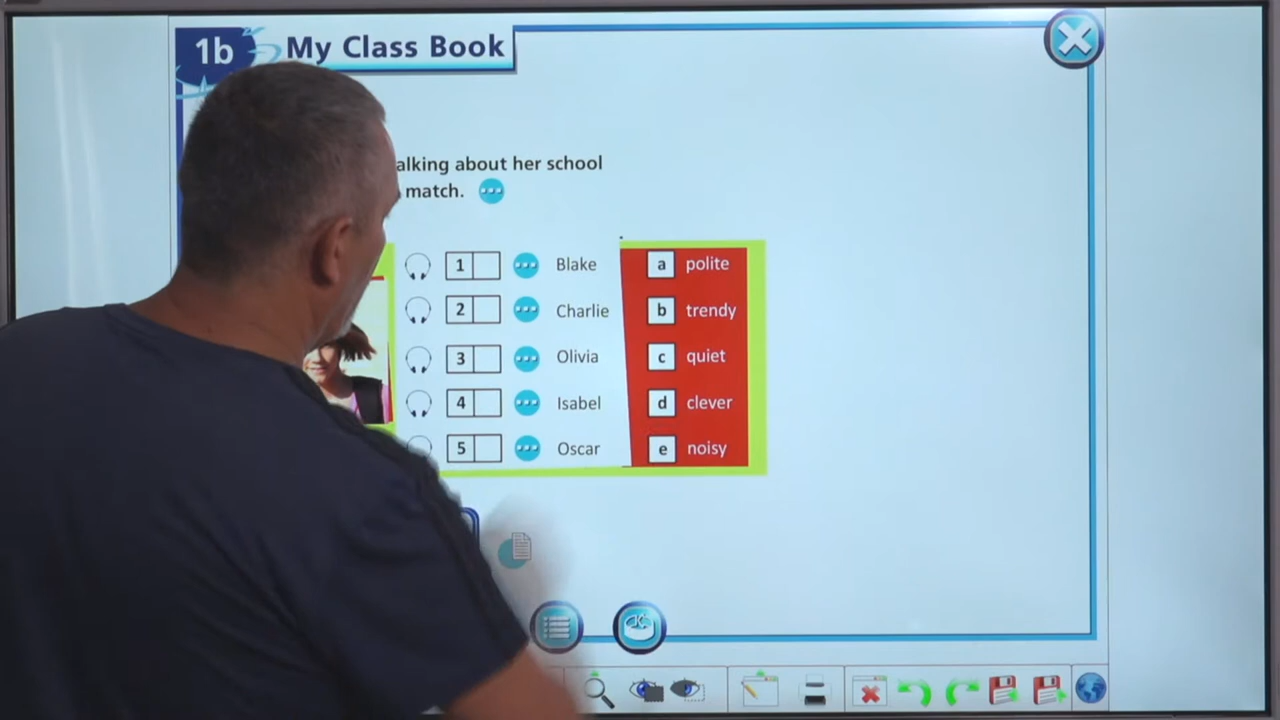 1b My Class Book
alking about her school
match.
1 Blake a polite
2 Charlie b trendy
3 Olivia c quiet
4 Isabel d clever
5 Oscar e noisy